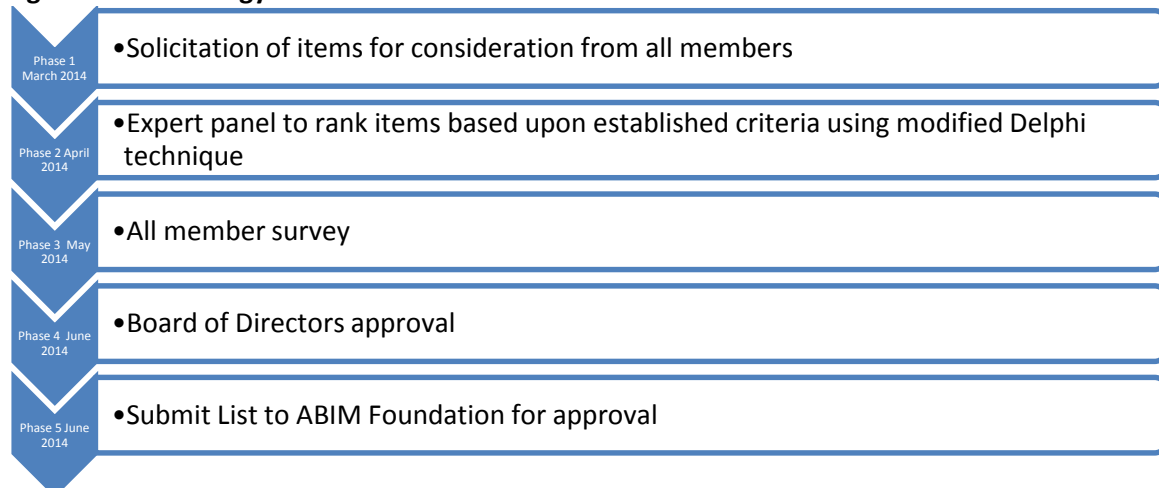 Phase 1
March 2014
•Solicitation of items for consideration from all members
Phase 2 April
2014
•Expert panel to rank items based upon established criteria using modified Delphi
technique
Phase 3 May
2014
•All member survey
Phase 4 June
2014
•Board of Directors approval
Phase 5 June
2014
•Submit List to ABIM Foundation for approval